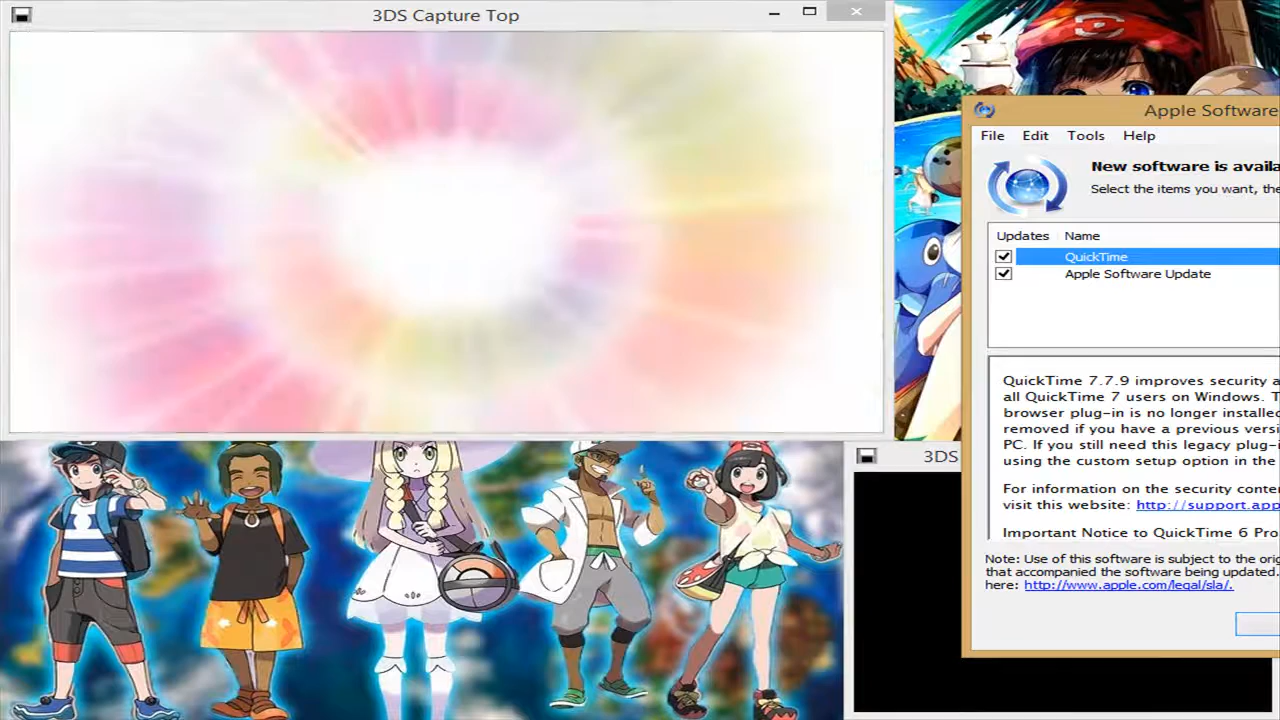 3DS Capture Top
Apple Software
File Edit Tools Help
New software is availa
Select the items you want, the
Updates Name
QuickTime
Apple Software Update
QuickTime 7.7.9 improves security a
all QuickTime 7 users on Windows. T
browser plug-in is no longer installe
removed if you have a previous versi
PC. If you still need this legacy plug-
using the custom setup option in the
For information on the security conte
visit this website: http://support.app
Important Notice to QuickTime 6 Pro
Note: Use of this software is subject to the orig
that accompanied the software being updated.
here: http://www.apple.com/legal/sla/.
3DS